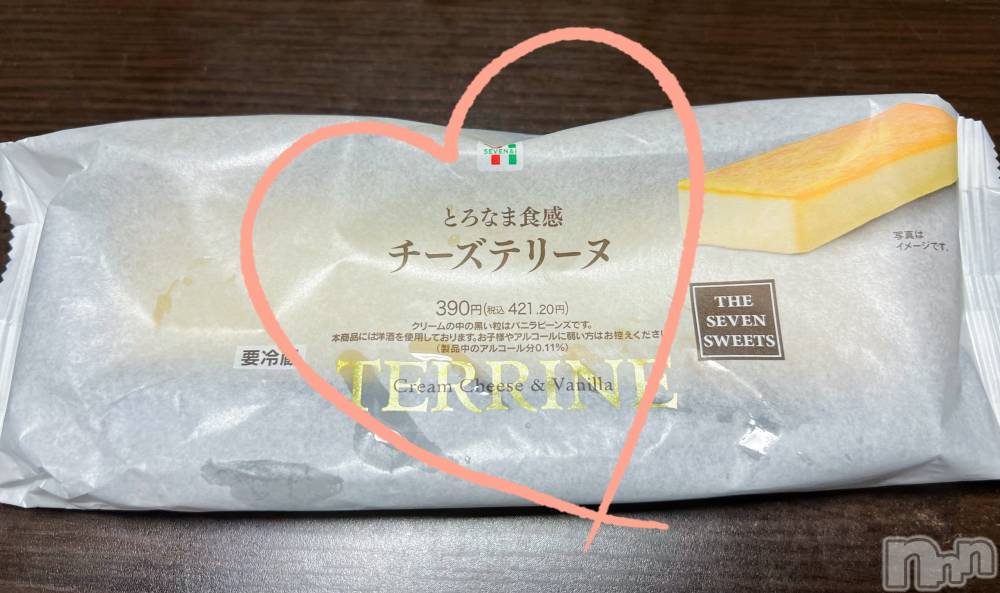 SEVEN&i
とろなま食感
チーズテリーヌ
写真は
イメージです。
390円(税込 421.20円)
クリームの中の黒い粒はバニラビーンズです。
本商品には洋酒を使用しております。お子様やアルコールに弱い方はお控えくださ
(製品中のアルコール分0.11%)
要冷蔵
THE
SEVEN
SWEETS
TERRINE
Cream Cheese & Vanilla
nnn